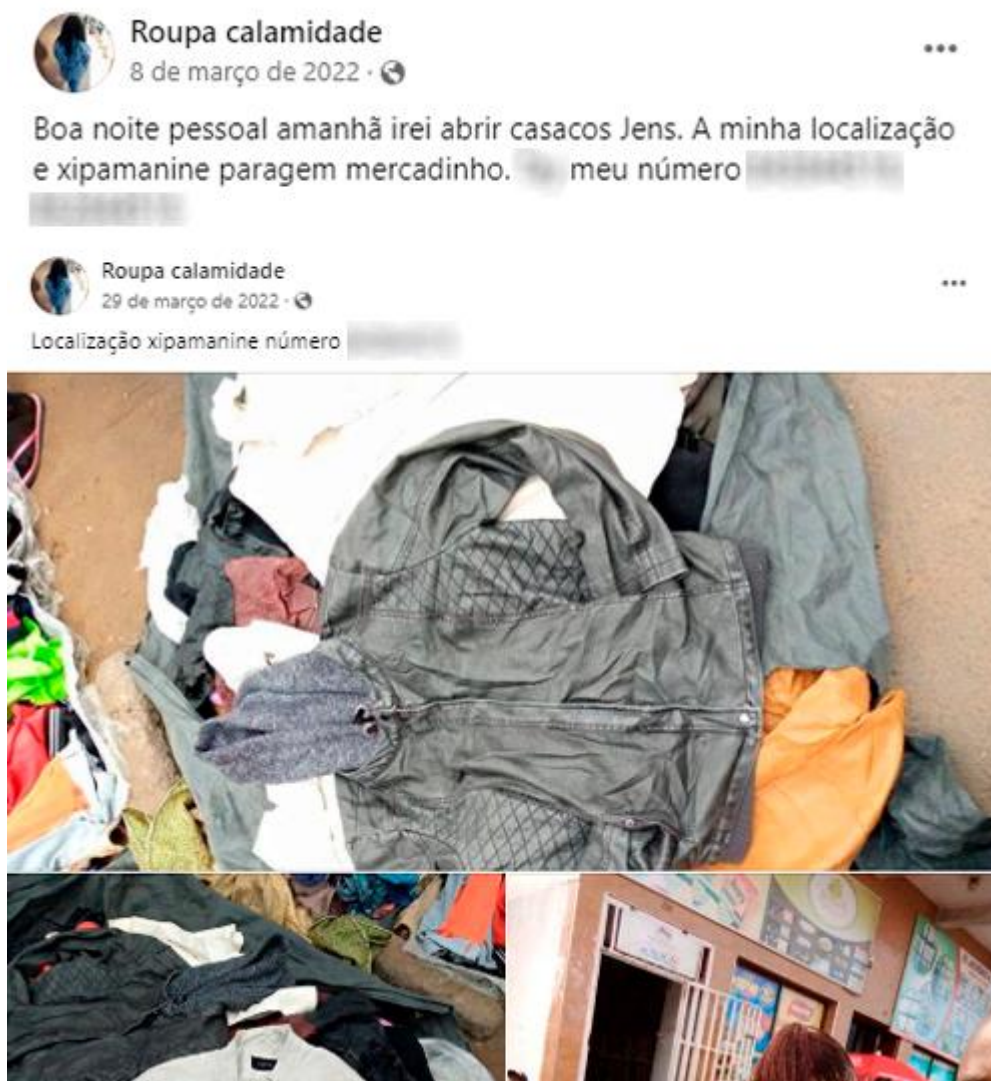 Roupa calamidade
8 de março de 2022 ·
Boa noite pessoal amanhã irei abrir casacos Jens. A minha localização
e xipamanine paragem mercadinho. meu número
Roupa calamidade
29 de março de 2022 ·
Localização xipamanine número